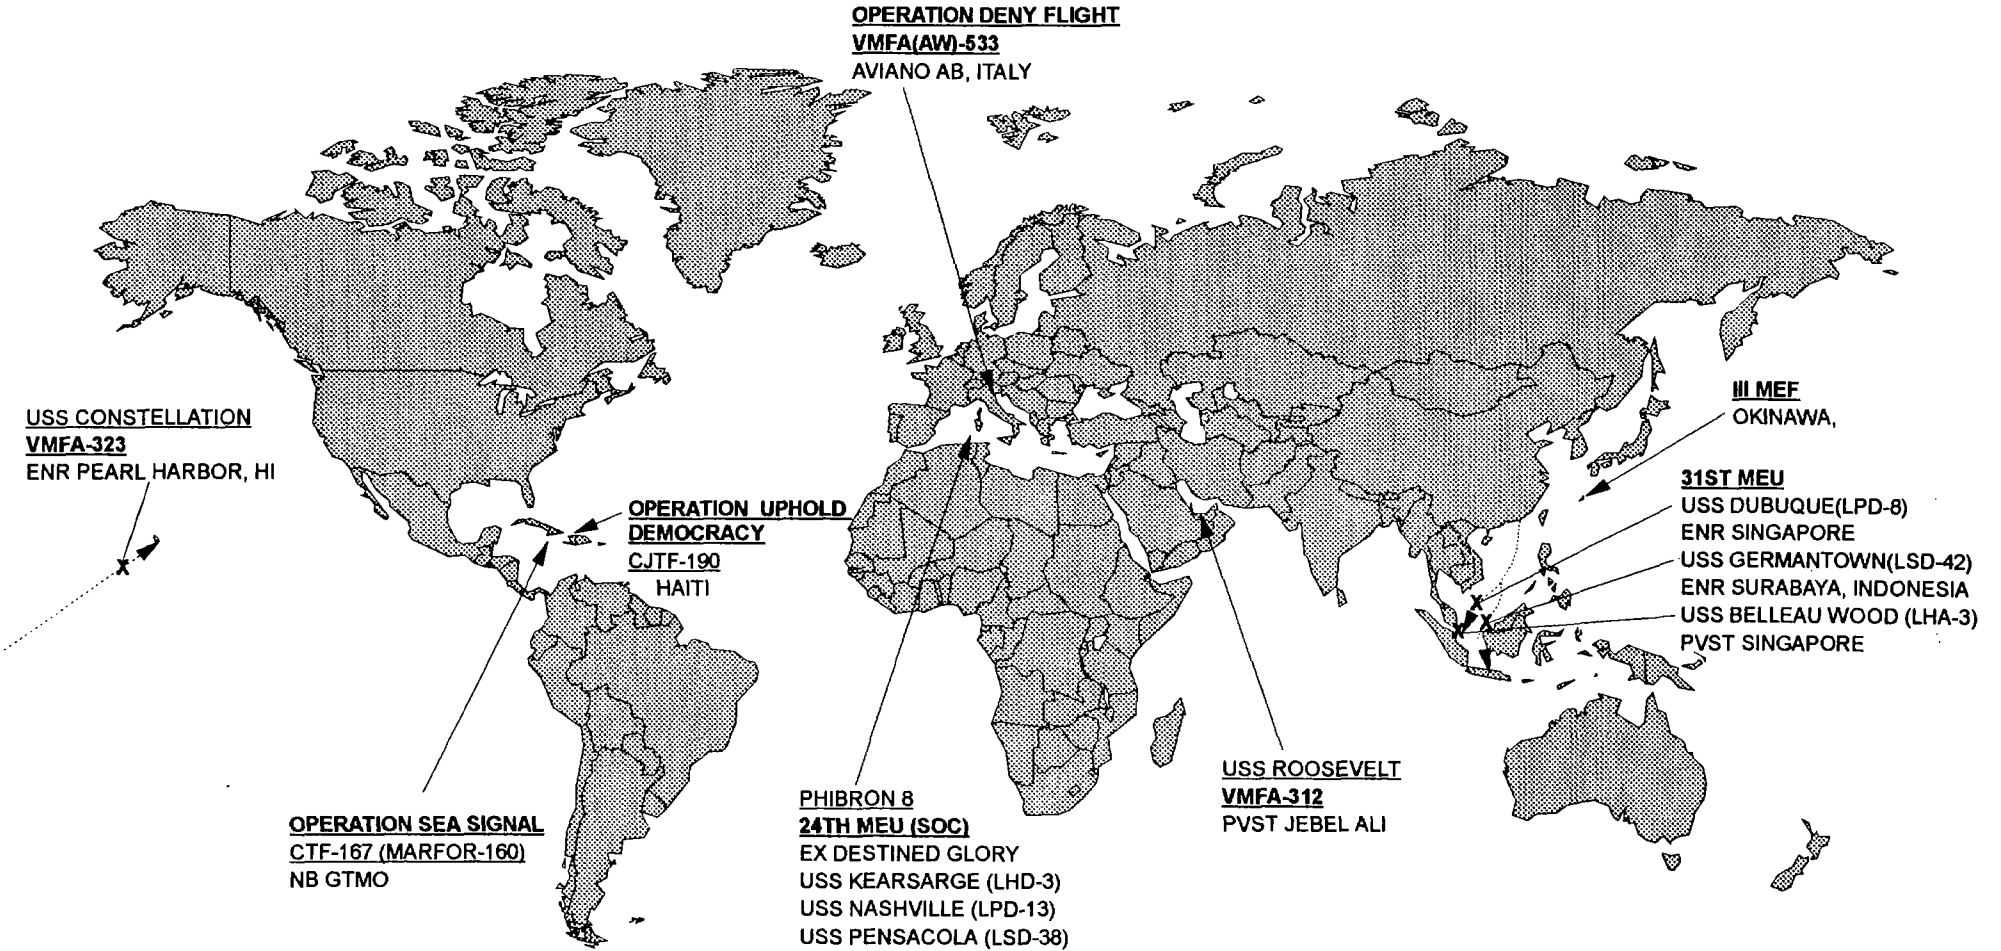 OPERATION DENY FLIGHT
VMFA(AW)-533
AVIANO AB, ITALY
USS CONSTELLATION
VMFA-323
ENR PEARL HARBOR, HI
OPERATION UPHOLD
DEMOCRACY
CJTF-190
HAITI
III MEF
OKINAWA,
31ST MEU
USS DUBUQUE(LPD-8)
ENR SINGAPORE
USS GERMANTOWN(LSD-42)
ENR SURABAYA, INDONESIA
USS BELLEAU WOOD (LHA-3)
PVST SINGAPORE
OPERATION SEA SIGNAL
CTF-167 (MARFOR-160)
NB GTMO
PHIBRON 8
24TH MEU (SOC)
EX DESTINED GLORY
USS KEARSARGE (LHD-3)
USS NASHVILLE (LPD-13)
USS PENSACOLA (LSD-38)
USS ROOSEVELT
VMFA-312
PVST JEBEL ALI